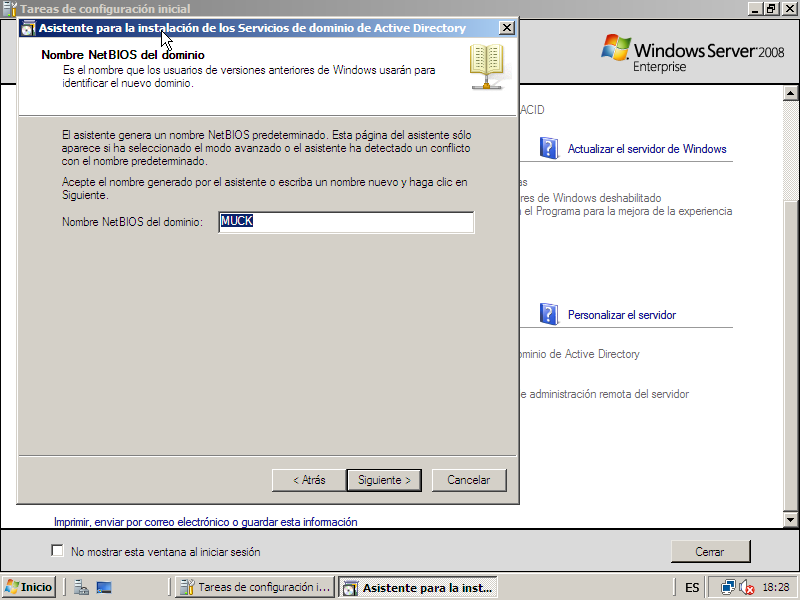 Tareas de configuración inicial
Asistente para la instalación de los Servicios de dominio de Active Directory
Nombre NetBIOS del dominio
Es el nombre que los usuarios de versiones anteriores de Windows usarán para
identificar el nuevo dominio.
Windows Server 2008
Enterprise
El asistente genera un nombre NetBIOS predeterminado. Esta página del asistente sólo
aparece si ha seleccionado el modo avanzado o el asistente ha detectado un conflicto
con el nombre predeterminado.
Acepte el nombre generado por el asistente o escriba un nombre nuevo y haga clic en
Siguiente.
Nombre NetBIOS del dominio: MUCK
< Atrás
Siguiente >
Cancelar
ACID
Actualizar el servidor de Windows
as
res de Windows deshabilitado
el Programa para la mejora de la experiencia
Personalizar el servidor
ominio de Active Directory
e administración remota del servidor
Imprimir, enviar por correo electrónico o guardar esta información
No mostrar esta ventana al iniciar sesión
Cerrar
Inicio
Tareas de configuración i...
Asistente para la inst...
ES
18:28